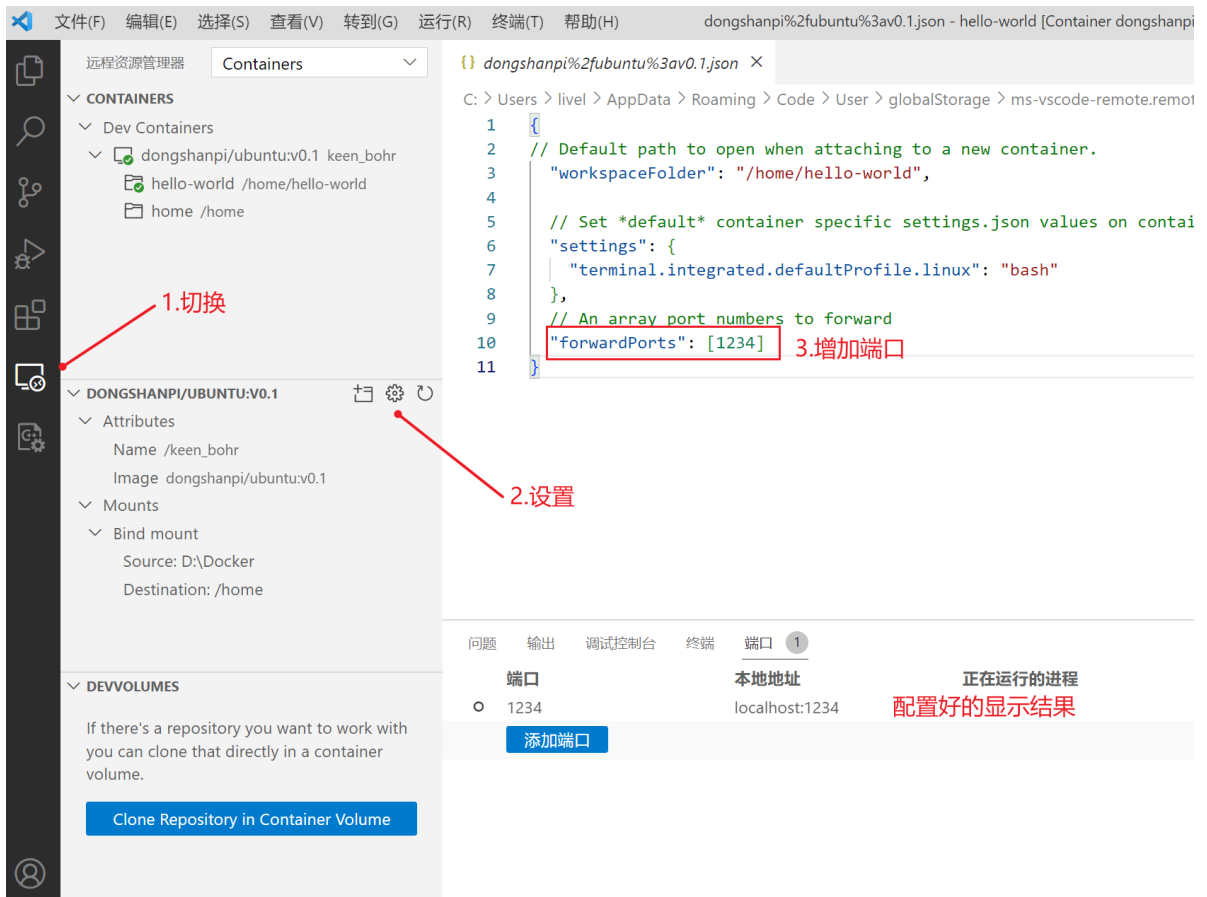 文件(F) 编辑(E) 选择(S) 查看(V) 转到(G) 运行(R) 终端(T) 帮助(H) dongshanpi%2fubuntu%3av0.1.json - hello-world [Container dongshanpi
远程资源管理器 Containers
CONTAINERS
Dev Containers
dongshanpi/ubuntu:v0.1 keen_bohr
hello-world /home/hello-world
home /home
1.切换
DONGSHANPI/UBUNTU:V0.1
Attributes
Name /keen_bohr
Image dongshanpi/ubuntu:v0.1
Mounts
Bind mount
Source: D:\Docker
Destination: /home
2.设置
DEVVOLUMES
If there's a repository you want to work with
you can clone that directly in a container
volume.
Clone Repository in Container Volume
{} dongshanpi%2fubuntu%3av0.1.json
C: > Users > livel > AppData > Roaming > Code > User > globalStorage > ms-vscode-remote.remot
1 {
2 // Default path to open when attaching to a new container.
3 "workspaceFolder": "/home/hello-world",
4
5 // Set *default* container specific settings.json values on contai
6 "settings": {
7 "terminal.integrated.defaultProfile.linux": "bash"
8 },
9 // An array port numbers to forward
10 "forwardPorts": [1234] 3.增加端口
11 }
问题 输出 调试控制台 终端 端口 1
端口 本地地址 正在运行的进程
1234 localhost:1234 配置好的显示结果
添加端口